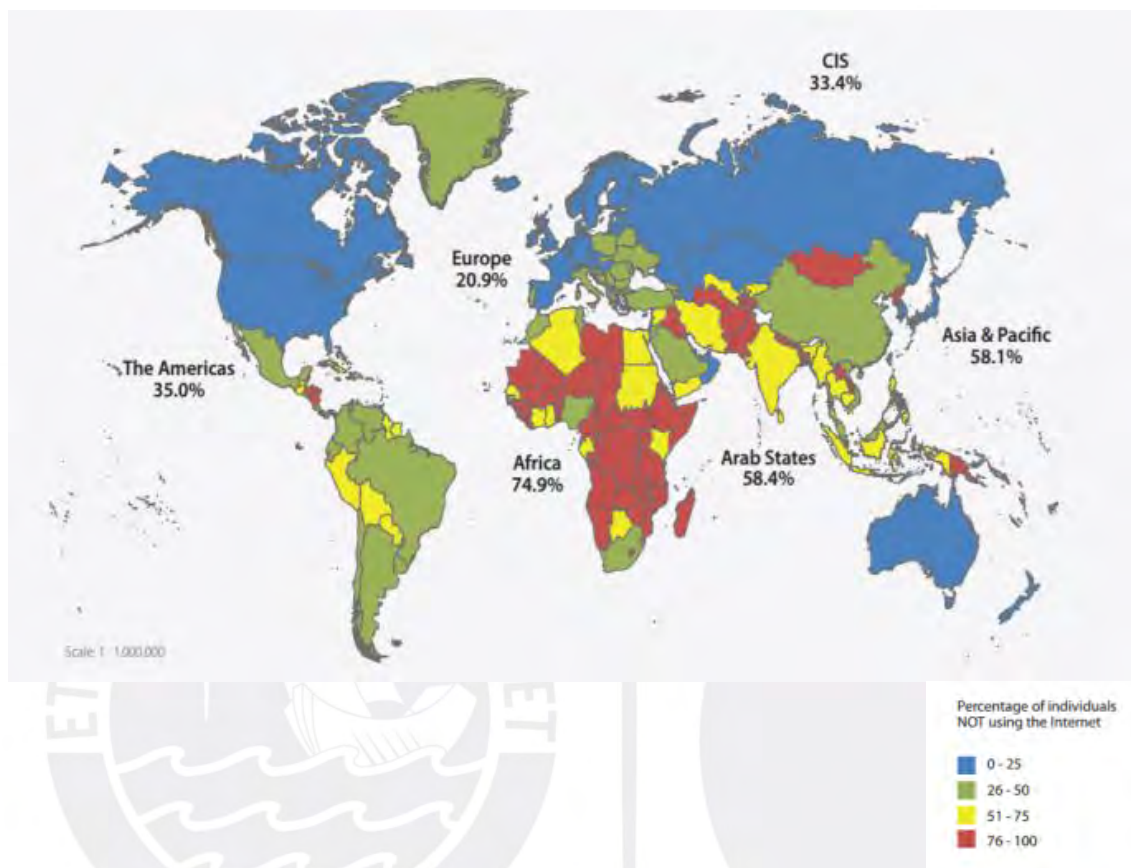 CIS
33.4%
Europe
20.9%
Asia & Pacific
58.1%
The Americas
35.0%
Africa
74.9%
Arab States
58.4%
Scale: 1 1.000.000
ET
ET
Percentage of individuals
NOT using the Internet
0 - 25
26 - 50
51 - 75
76 - 100